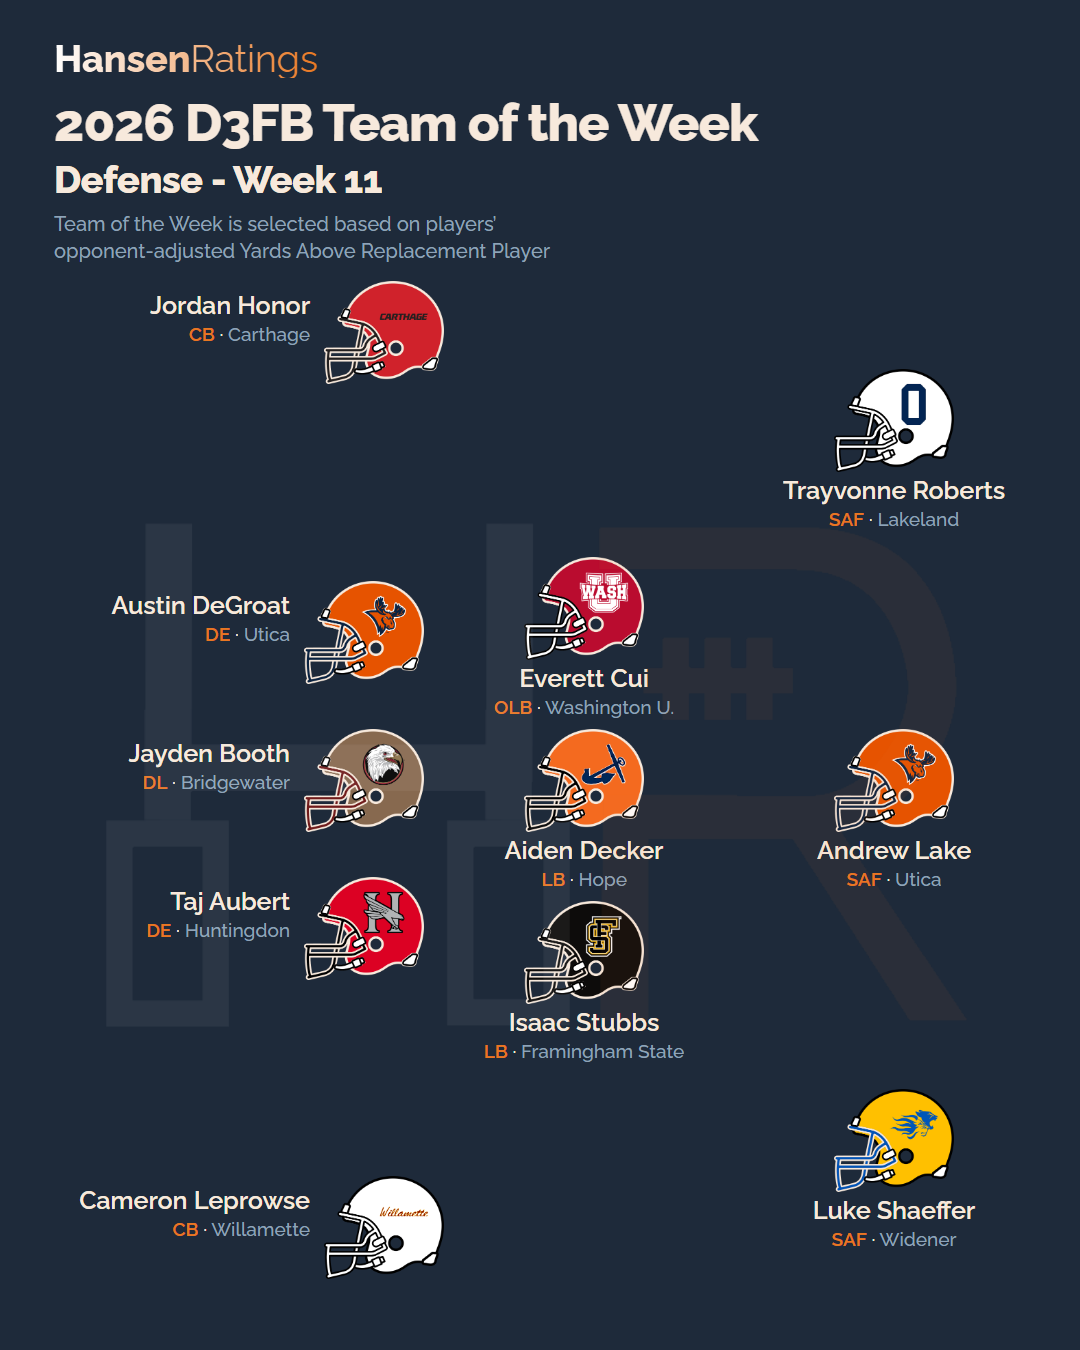 HansenRatings
2026 D3FB Team of the Week
Defense - Week 11
Team of the Week is selected based on players'
opponent-adjusted Yards Above Replacement Player
Jordan Honor
CB · Carthage
CARTHAGE
O
Trayvonne Roberts
SAF · Lakeland
Austin DeGroat
DE · Utica
U
WASH
Everett Cui
OLB · Washington U.
Jayden Booth
DL · Bridgewater
Aiden Decker
LB · Hope
Andrew Lake
SAF · Utica
Taj Aubert
DE · Huntingdon
H
FS
Isaac Stubbs
LB · Framingham State
Luke Shaeffer
SAF · Widener
Cameron Leprowse
CB · Willamette
Willamette